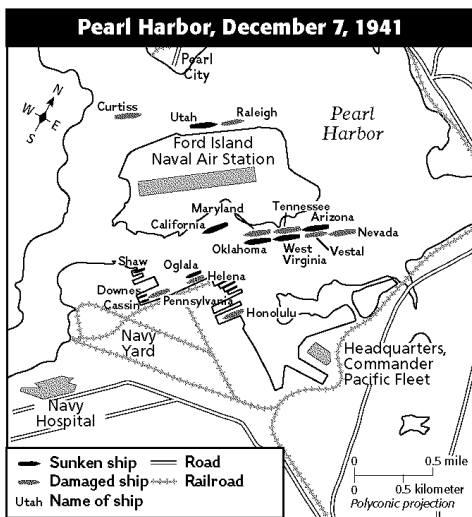 Pearl Harbor, December 7, 1941
Pearl
City
N
W
E
S
Curtiss
Utah
Raleigh
Pearl
Harbor
Ford Island
Naval Air Station
Maryland
Tennessee
Arizona
California
Nevada
Oklahoma
West
Virginia
Vestal
Shaw
Oglala
Helena
Downes
Cassin
Pennsylvania
Honolulu
Navy
Yard
Headquarters,
Commander
Pacific Fleet
Navy
Hospital
Sunken ship
Road
Damaged ship
Railroad
Utah Name of ship
0 0.5 mile
0 0.5 kilometer
Polyconic projection